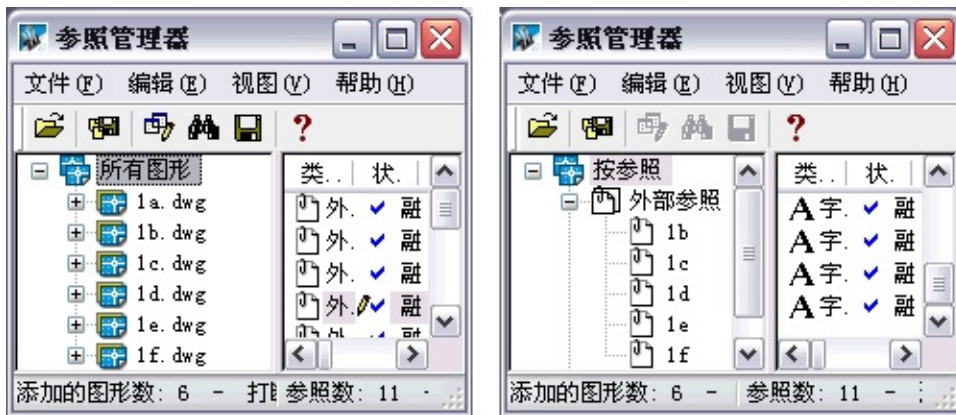 参照管理器
文件(F) 编辑(E) 视图(V) 帮助(H)
所有图形
1a.dwg
1b.dwg
1c.dwg
1d.dwg
1e.dwg
1f.dwg
类.. 状.
外. 融
外. 融
外. 融
外. 融
添加的图形数: 6 - 打 参照数: 11 -
参照管理器
文件(F) 编辑(E) 视图(V) 帮助(H)
按参照
外部参照
1b
1c
1d
1e
1f
类.. 状.
A 字. 融
A 字. 融
A 字. 融
A 字. 融
添加的图形数: 6 - 参照数: 11 -